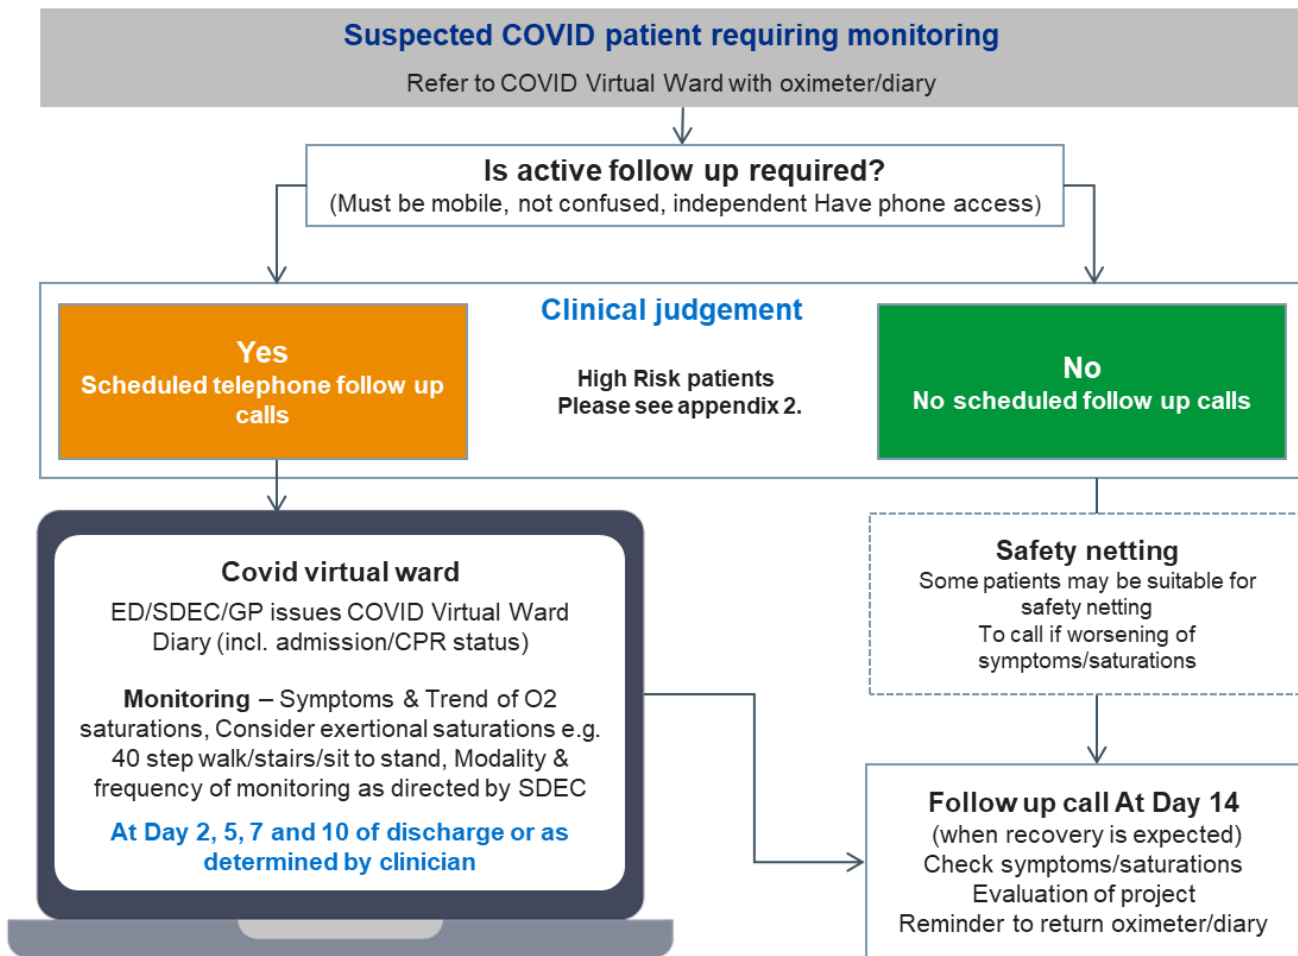 Suspected COVID patient requiring monitoring
Refer to COVID Virtual Ward with oximeter/diary
Is active follow up required?
(Must be mobile, not confused, independent Have phone access)
Clinical judgement
Yes
Scheduled telephone follow up
calls
High Risk patients
Please see appendix 2.
No
No scheduled follow up calls
Covid virtual ward
ED/SDEC/GP issues COVID Virtual Ward
Diary (incl. admission/CPR status)
Monitoring – Symptoms & Trend of O2
saturations, Consider exertional saturations e.g.
40 step walk/stairs/sit to stand, Modality &
frequency of monitoring as directed by SDEC
At Day 2, 5, 7 and 10 of discharge or as
determined by clinician
Safety netting
Some patients may be suitable for
safety netting
To call if worsening of
symptoms/saturations
Follow up call At Day 14
(when recovery is expected)
Check symptoms/saturations
Evaluation of project
Reminder to return oximeter/diary